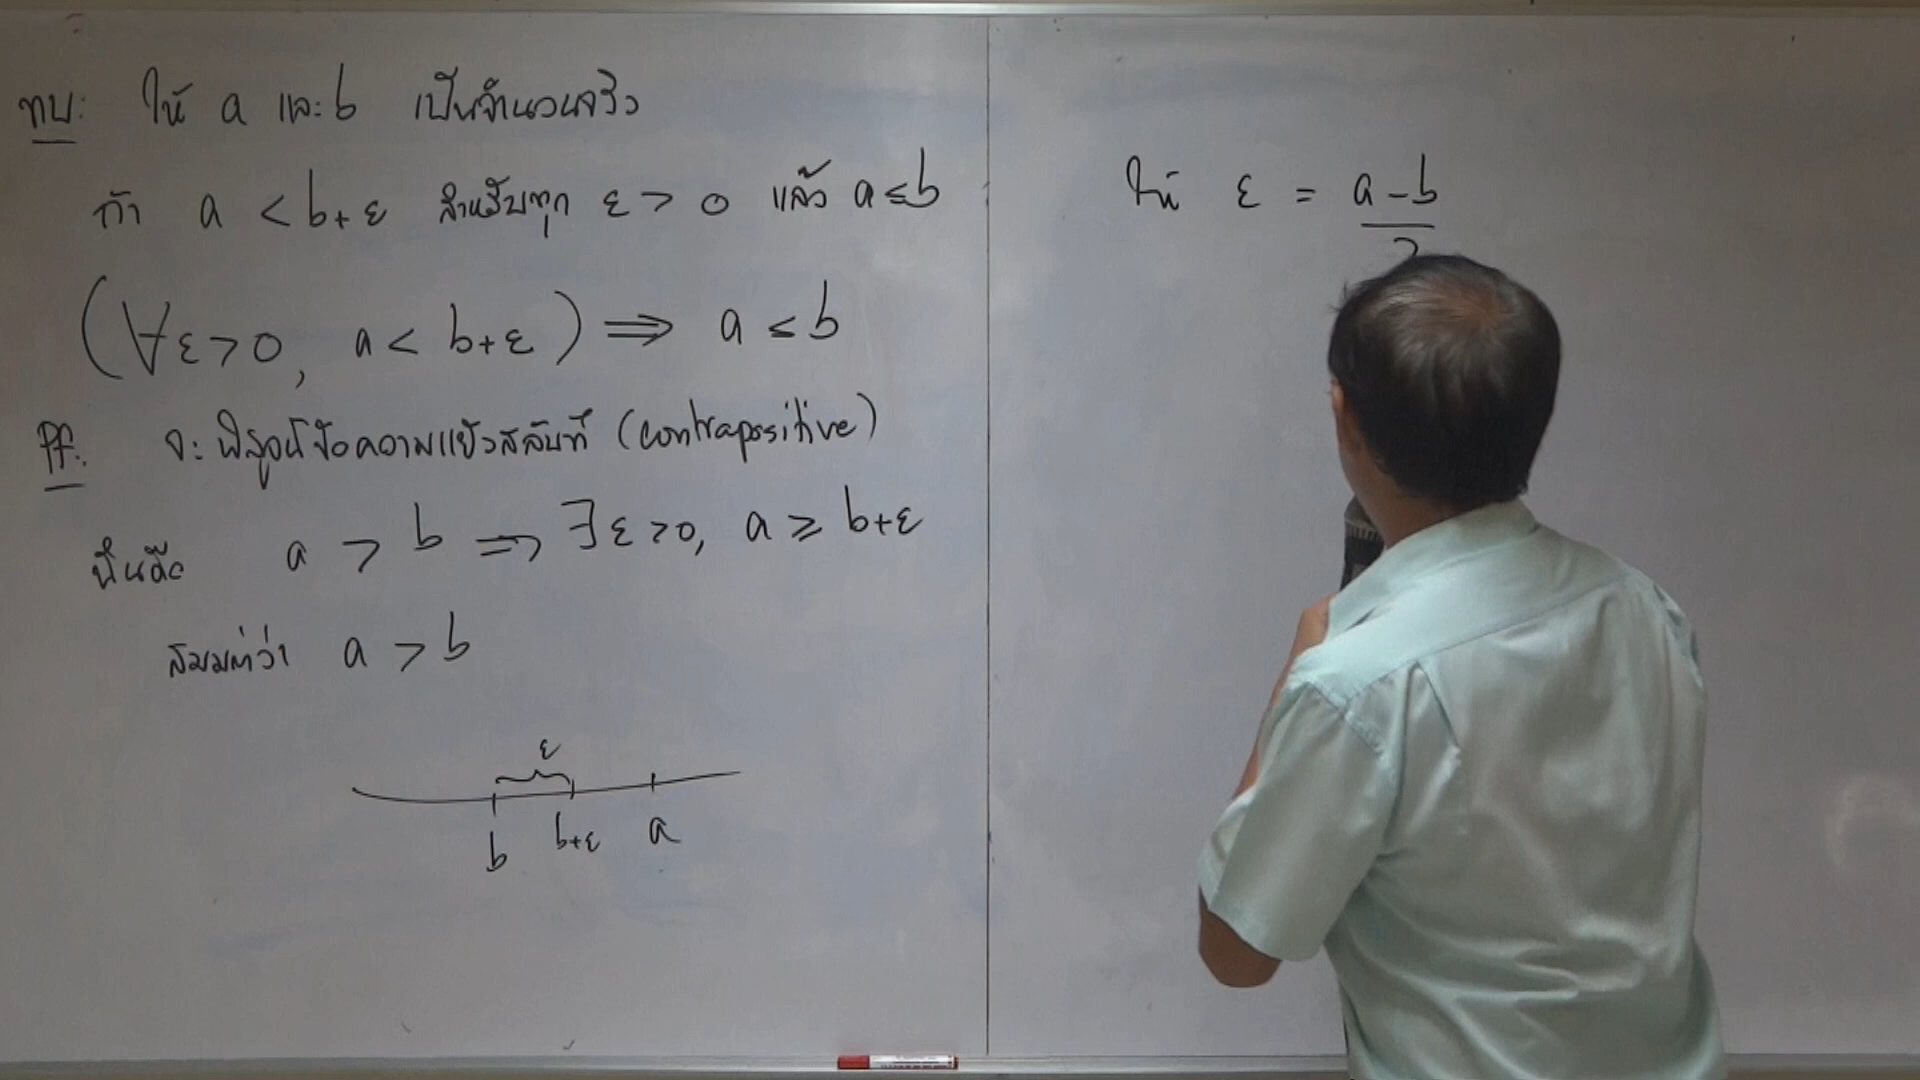 ทบ. ให้ a และ b เป็นจำนวนจริง
ถ้า a < b+ε สำหรับทุก ε > 0 แล้ว a ≤ b
(∀ε>0, a < b+ε) ⇒ a ≤ b
Pf. จะพิสูจน์ข้อความแย้งสลับที่ (contrapositive)
นั่นคือ a > b ⇒ ∃ε>0, a ≥ b+ε
สมมติว่า a > b
ε
b b+ε a
ให้ ε = a-b
2